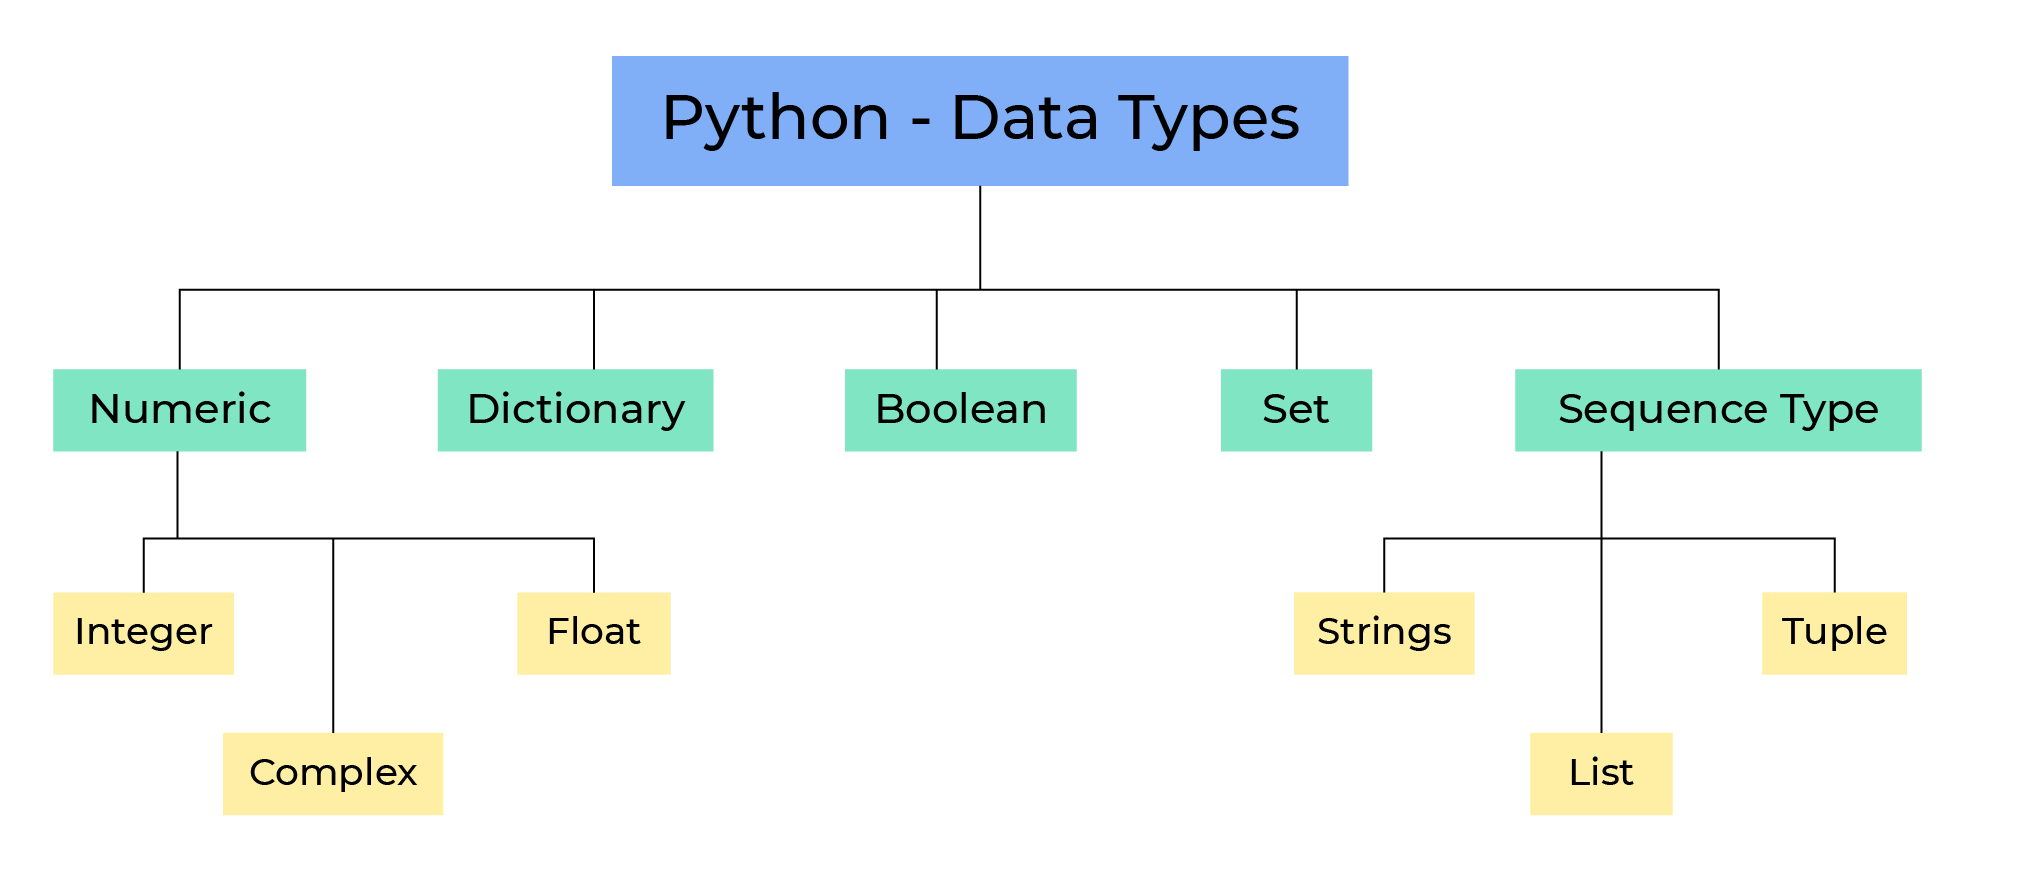 Python - Data Types
Numeric
Dictionary
Boolean
Set
Sequence Type
Integer
Float
Strings
Tuple
Complex
List